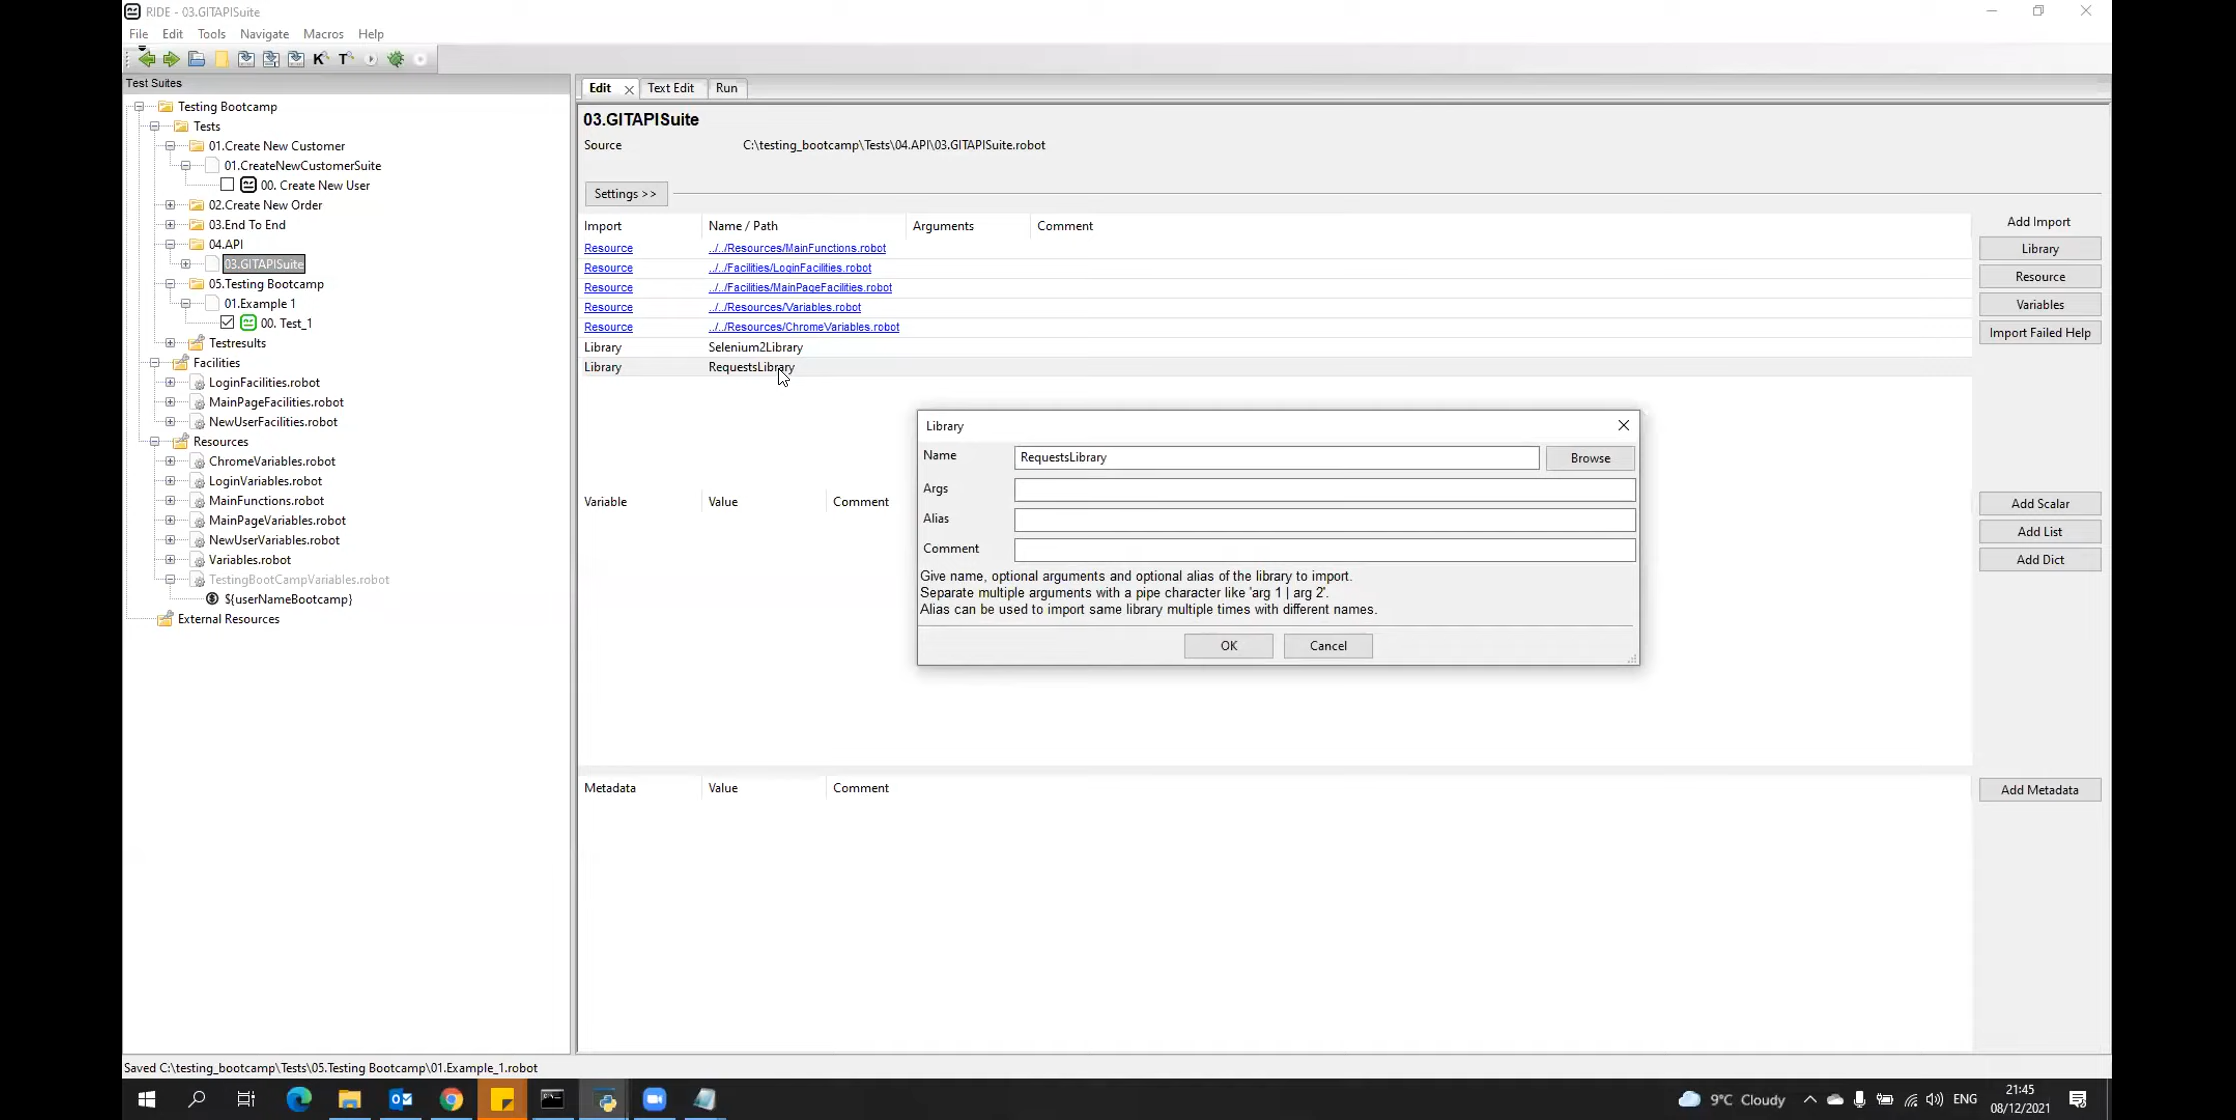 RIDE - 03.GITAPISuite
File Edit Tools Navigate Macros Help
K T
Test Suites
Testing Bootcamp
Tests
01.Create New Customer
01.CreateNewCustomerSuite
00. Create New User
02.Create New Order
03.End To End
04.API
03.GITAPISuite
05.Testing Bootcamp
01.Example 1
00. Test_1
Testresults
Facilities
LoginFacilities.robot
MainPageFacilities.robot
NewUserFacilities.robot
Resources
ChromeVariables.robot
LoginVariables.robot
MainFunctions.robot
MainPageVariables.robot
NewUserVariables.robot
Variables.robot
TestingBootCampVariables.robot
${userNameBootcamp}
External Resources
Edit Text Edit Run
03.GITAPISuite
Source C:\testing_bootcamp\Tests\04.API\03.GITAPISuite.robot
Settings >>
Import Name / Path Arguments Comment
Resource ../../Resources/MainFunctions.robot
Resource ../../Facilities/LoginFacilities.robot
Resource ../../Facilities/MainPageFacilities.robot
Resource ../../Resources/Variables.robot
Resource ../../Resources/ChromeVariables.robot
Library Selenium2Library
Library RequestsLibrary
Add Import
Library
Resource
Variables
Import Failed Help
Library
Name RequestsLibrary Browse
Args
Alias
Comment
Give name, optional arguments and optional alias of the library to import.
Separate multiple arguments with a pipe character like 'arg 1 | arg 2'.
Alias can be used to import same library multiple times with different names.
OK Cancel
Variable Value Comment
Add Scalar
Add List
Add Dict
Metadata Value Comment
Add Metadata
Saved C:\testing_bootcamp\Tests\05.Testing Bootcamp\01.Example_1.robot
9°C Cloudy ENG
21:45
08/12/2021